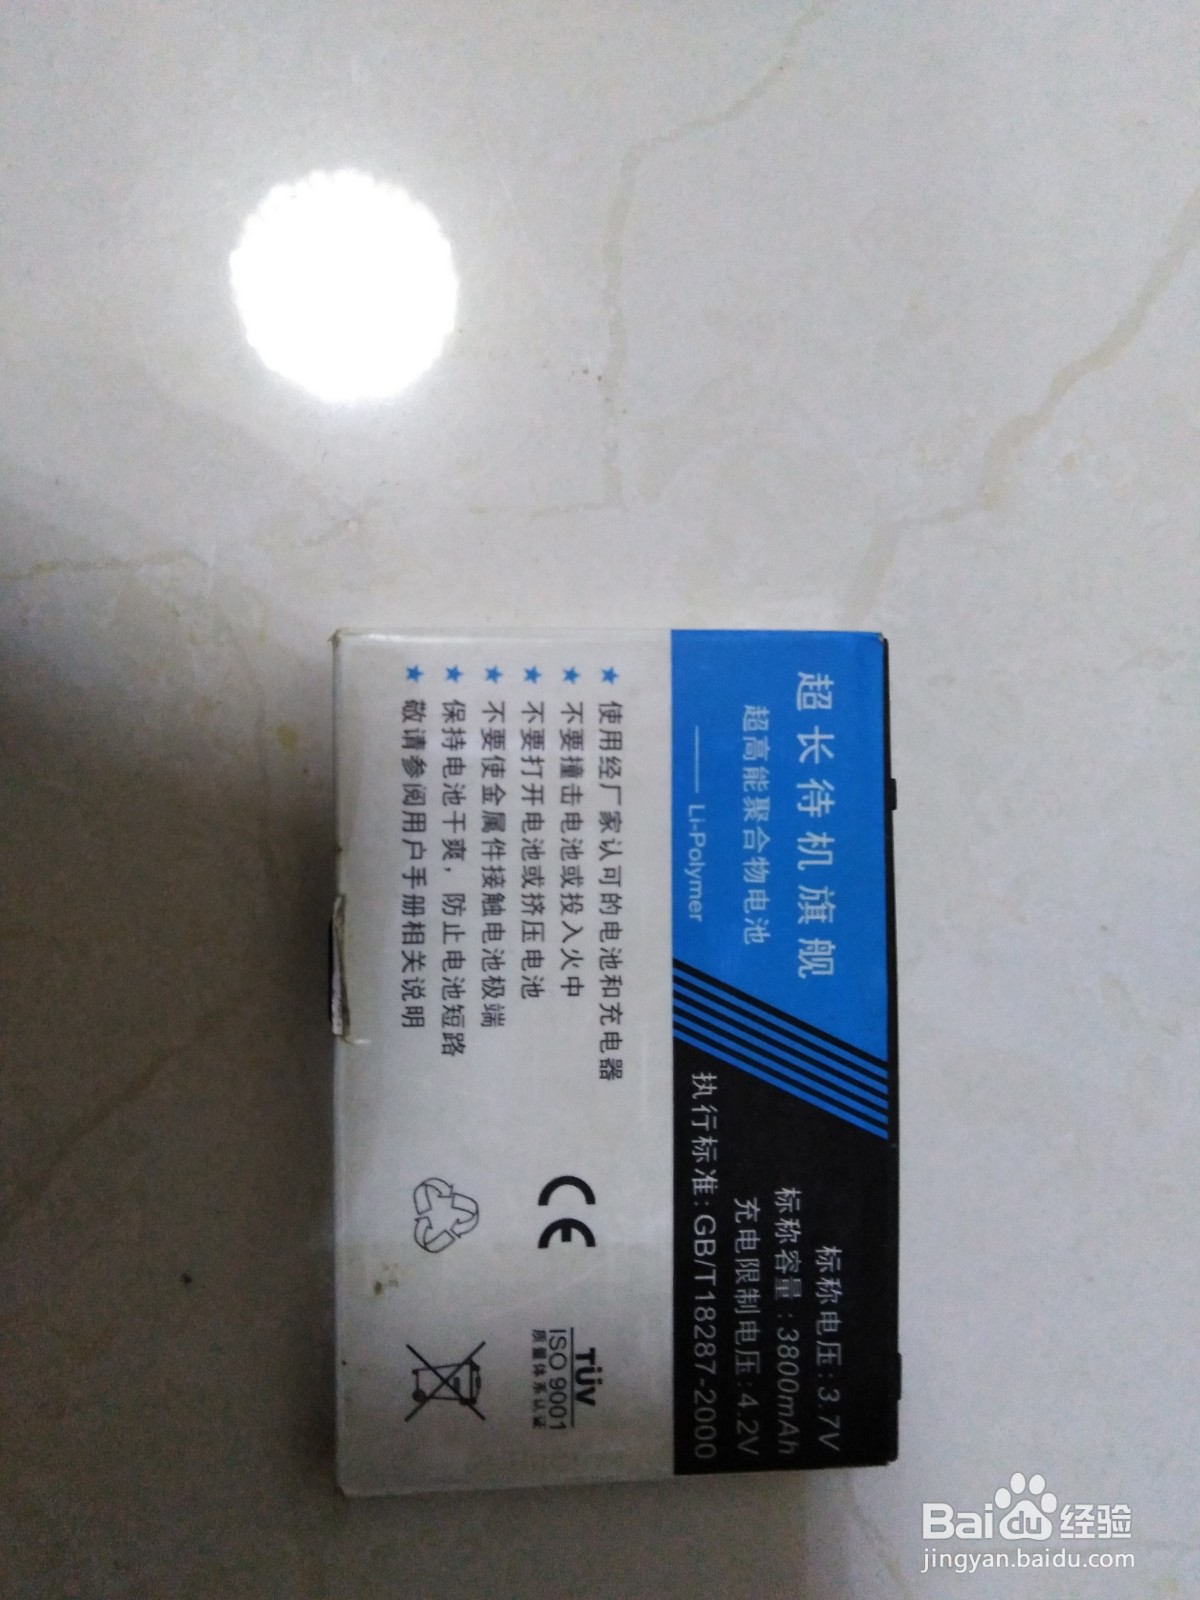 超长待机旗舰
超高能聚合物电池
Li-Polymer
标称电压:3.7V
标称容量:3800mAh
充电限制电压:4.2V
执行标准:GB/T18287-2000
★ 使用经厂家认可的电池和充电器
★ 不要撞击电池或投入火中
★ 不要打开电池或挤压电池
★ 不要使金属件接触电池极端
★ 保持电池干爽，防止电池短路
★ 敬请参阅用户手册相关说明
CE
TÜV
ISO 9001
质量体系认证
Baidu 经验
jingyan.baidu.com